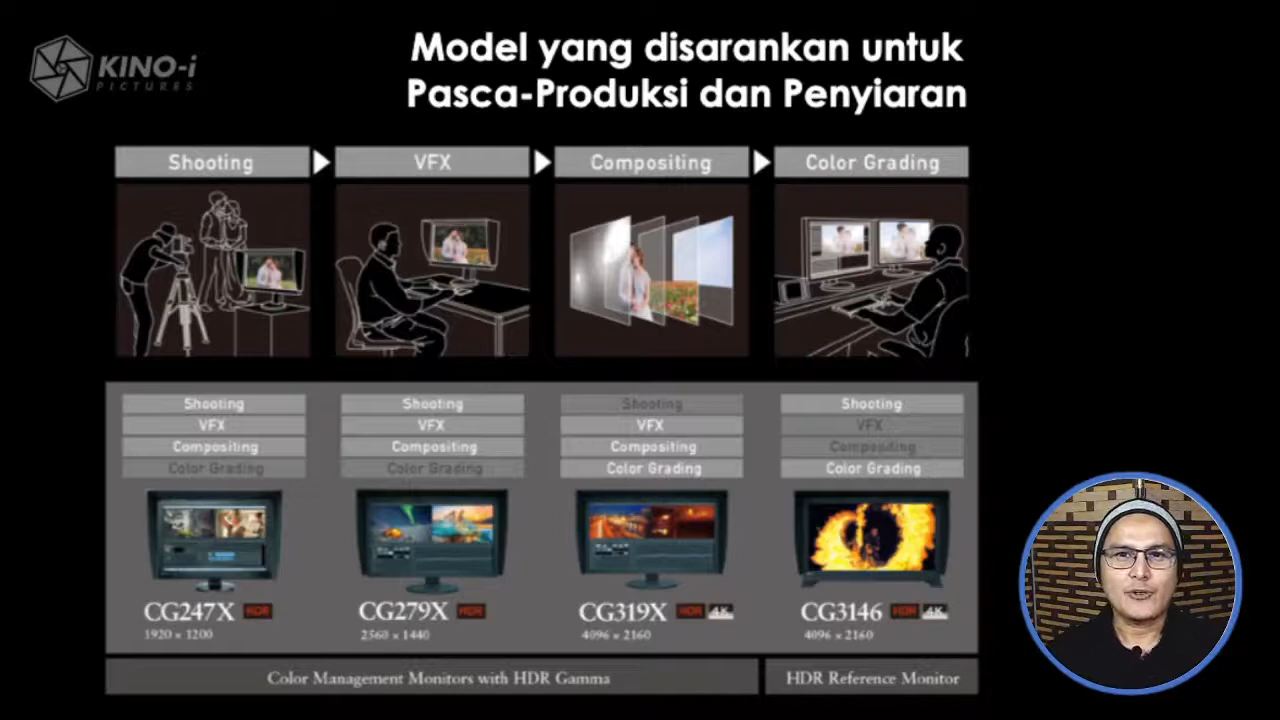 KINO-i
PICTURES
Model yang disarankan untuk
Pasca-Produksi dan Penyiaran
Shooting
VFX
Compositing
Color Grading
Shooting
VFX
Compositing
Color Grading
CG247X HDR
1920 x 1200
Shooting
VFX
Compositing
Color Grading
CG279X HDR
2560 x 1440
Shooting
VFX
Compositing
Color Grading
CG319X HDR 4K
4096 x 2160
Shooting
VFX
Compositing
Color Grading
CG3146 HDR 4K
4096 x 2160
Color Management Monitors with HDR Gamma
HDR Reference Monitor